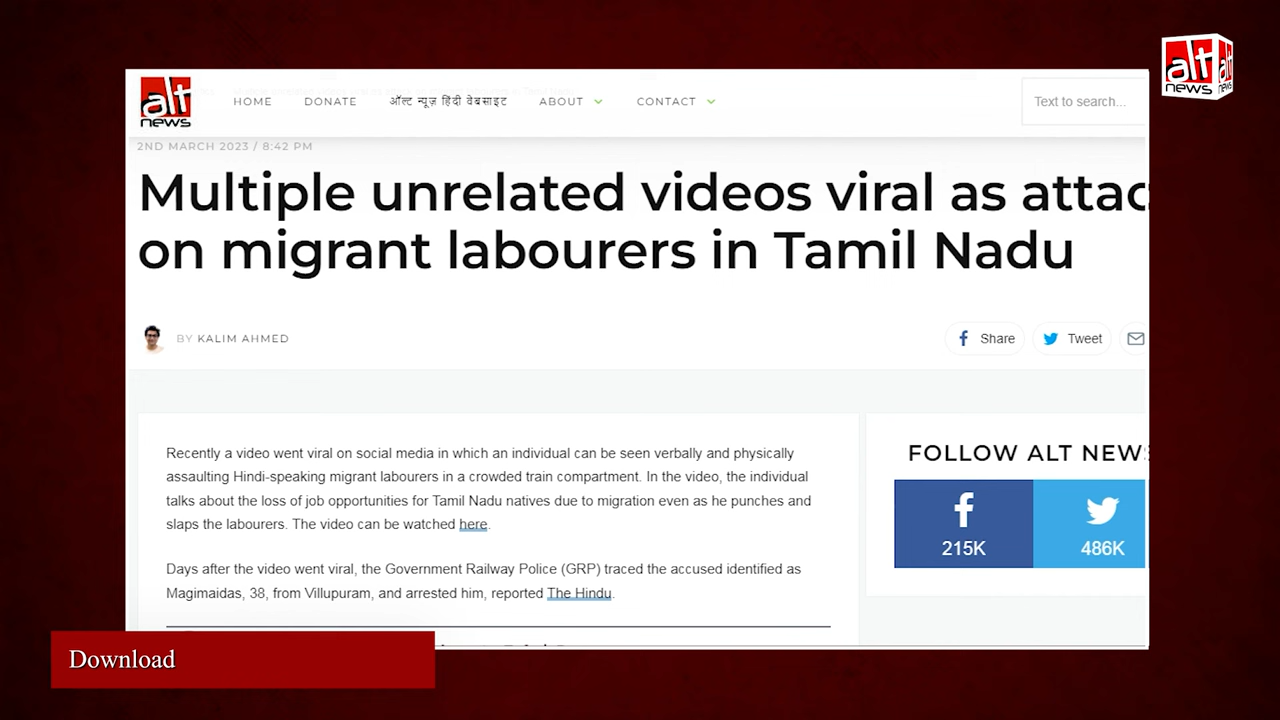 alt
news
alt
news
HOME DONATE ऑल्ट न्यूज़ हिंदी वेबसाइट ABOUT CONTACT Text to search...
2ND MARCH 2023 / 8:42 PM
Multiple unrelated videos viral as attac
on migrant labourers in Tamil Nadu
BY KALIM AHMED Share Tweet
Recently a video went viral on social media in which an individual can be seen verbally and physically
assaulting Hindi-speaking migrant labourers in a crowded train compartment. In the video, the individual
talks about the loss of job opportunities for Tamil Nadu natives due to migration even as he punches and
slaps the labourers. The video can be watched here.
Days after the video went viral, the Government Railway Police (GRP) traced the accused identified as
Magimaidas, 38, from Villupuram, and arrested him, reported The Hindu.
FOLLOW ALT NEWS
215K 486K
Download